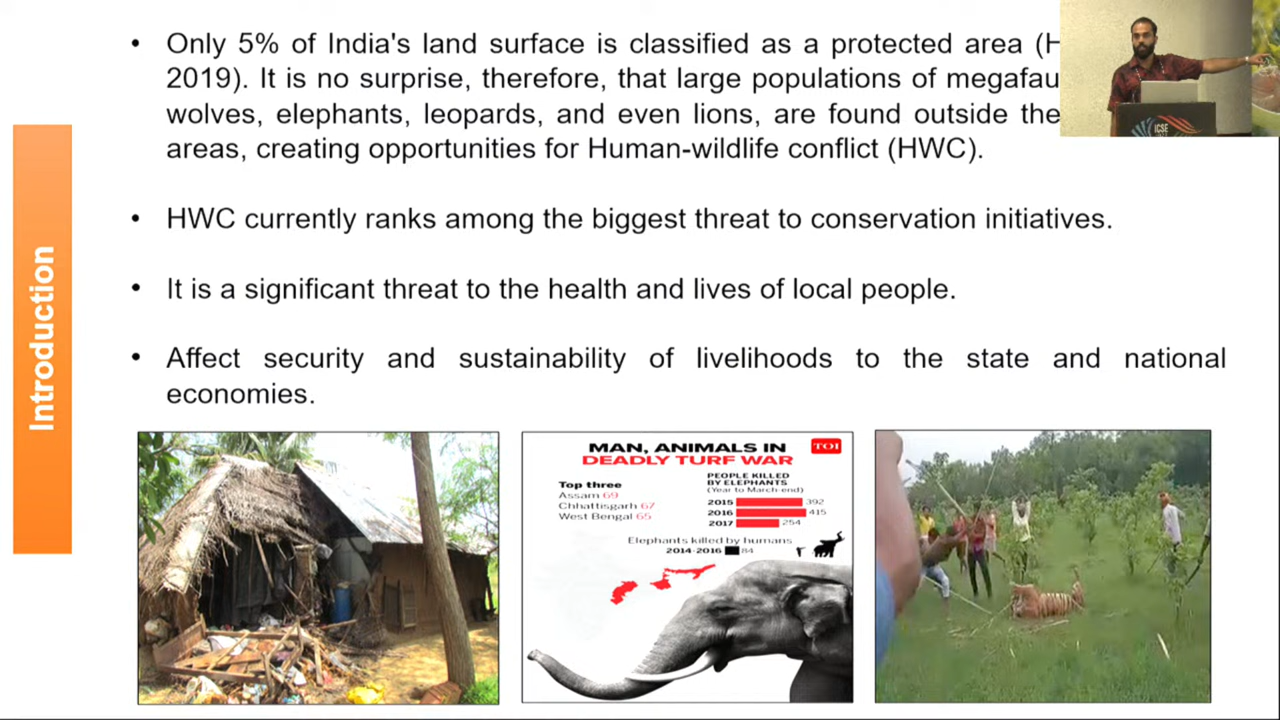 Introduction
• Only 5% of India's land surface is classified as a protected area (
2019). It is no surprise, therefore, that large populations of
wolves, elephants, leopards, and even lions, are found outside
areas, creating opportunities for Human-wildlife conflict (HWC).
• HWC currently ranks among the biggest threat to conservation initiatives.
• It is a significant threat to the health and lives of local people.
• Affect security and sustainability of livelihoods to the state and national
economies.
MAN, ANIMALS IN
DEADLY TURF WAR
TOI
Top three
Assam 69
Chhattisgarh 67
West Bengal 65
PEOPLE KILLED
BY ELEPHANTS
(Year to March-end)
2015 392
2016 415
2017 254
Elephants killed by humans
2014-2016 84
ICSE